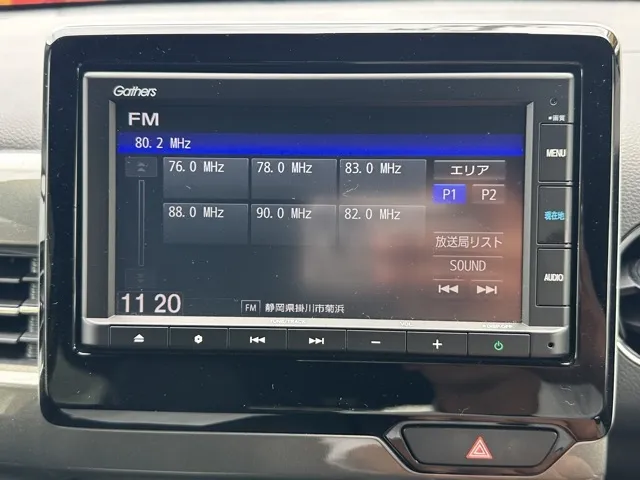 Gathers
FM
画質
80.2 MHz
76.0 MHz 78.0 MHz 83.0 MHz エリア
MENU
P1 P2
88.0 MHz 90.0 MHz 82.0 MHz
現在地
放送局リスト
SOUND
AUDIO
11 20
FM 静岡県掛川市菊浜